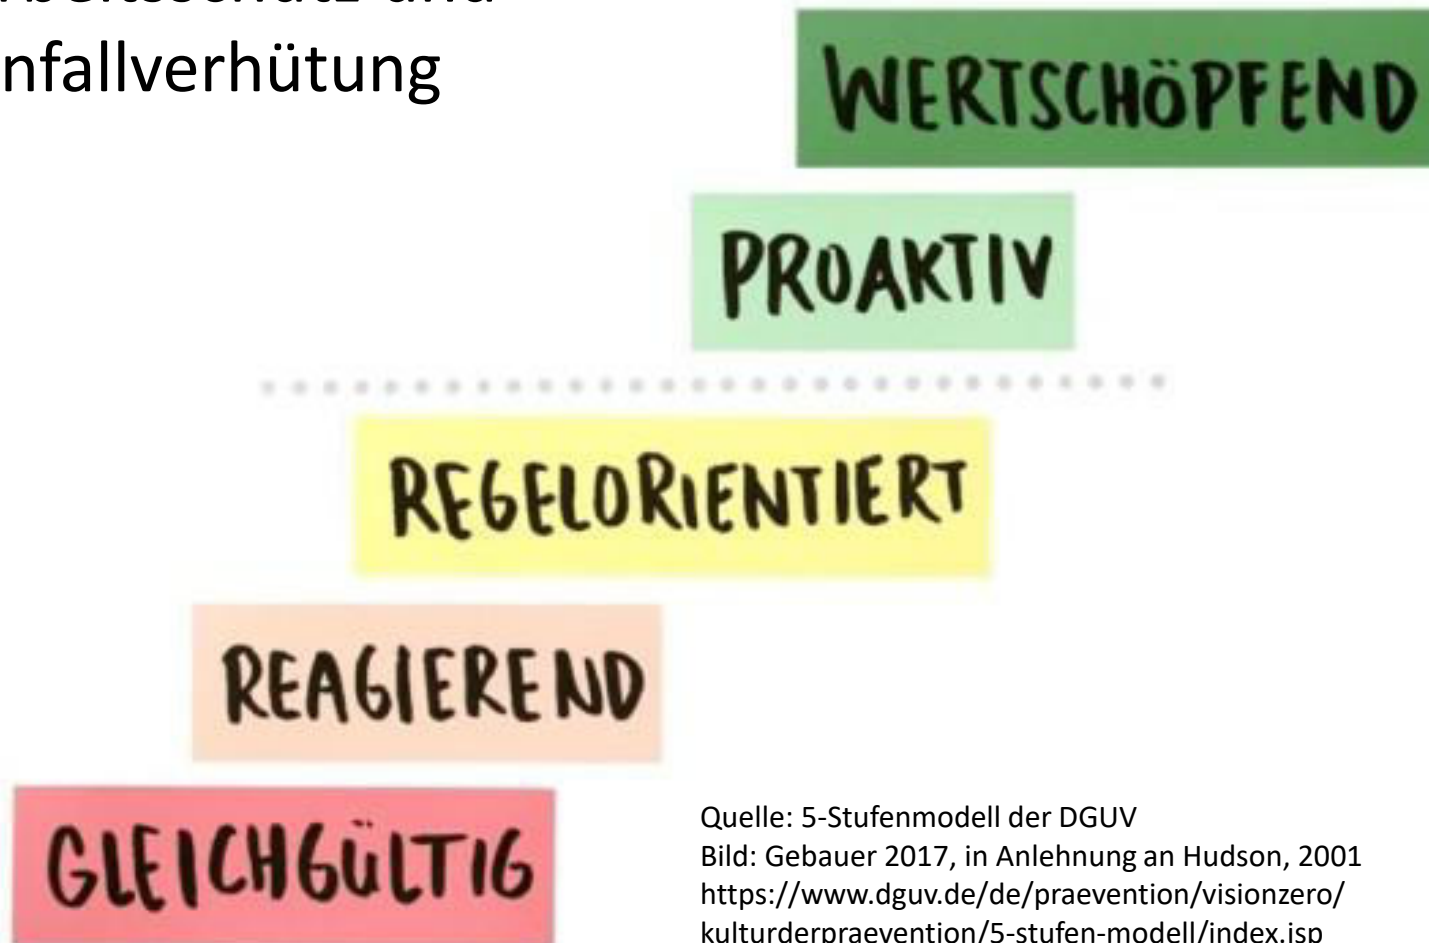 nfallverhütung
WERTSCHÖPFEND
PROAKTIV
REGELORIENTIERT
REAGIEREND
GLEICHGÜLTIG
Quelle: 5-Stufenmodell der DGUV
Bild: Gebauer 2017, in Anlehnung an Hudson, 2001
https://www.dguv.de/de/praevention/visionzero/
kulturderpraevention/5-stufen-modell/index.jsp